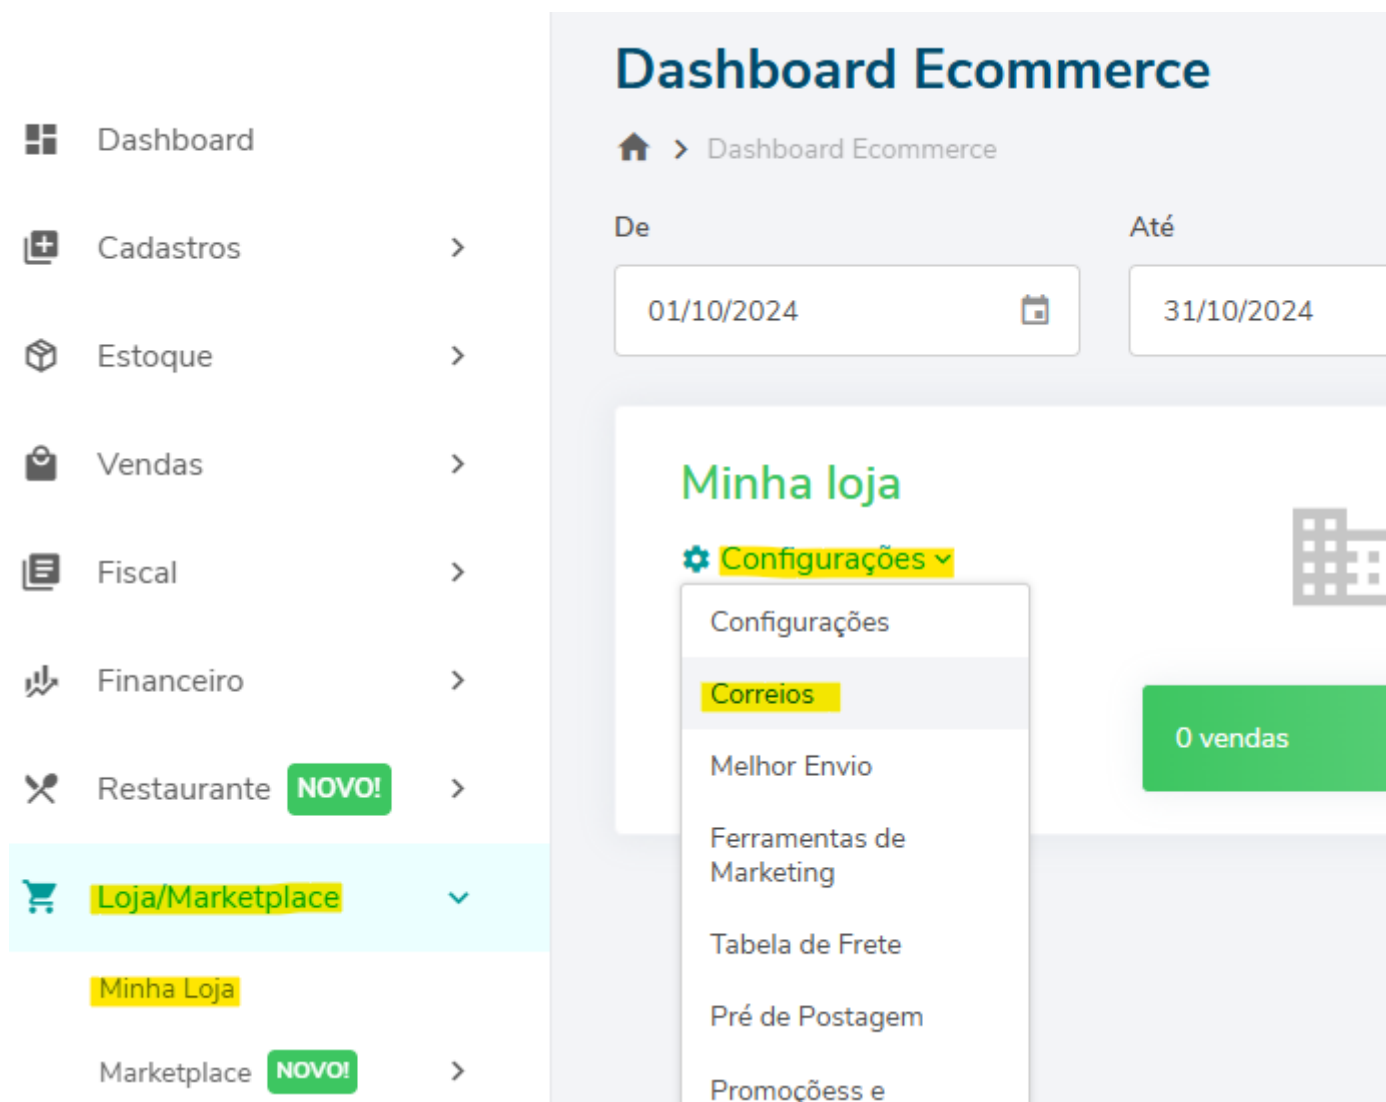 Dashboard
Cadastros
Estoque
Vendas
Fiscal
Financeiro
Restaurante NOVO!
Loja/Marketplace
Minha Loja
Marketplace NOVO!
Dashboard Ecommerce
Dashboard Ecommerce
De
Até
01/10/2024
31/10/2024
Minha loja
Configurações
Configurações
Correios
Melhor Envio
Ferramentas de
Marketing
Tabela de Frete
Pré de Postagem
Promoçõess e
0 vendas